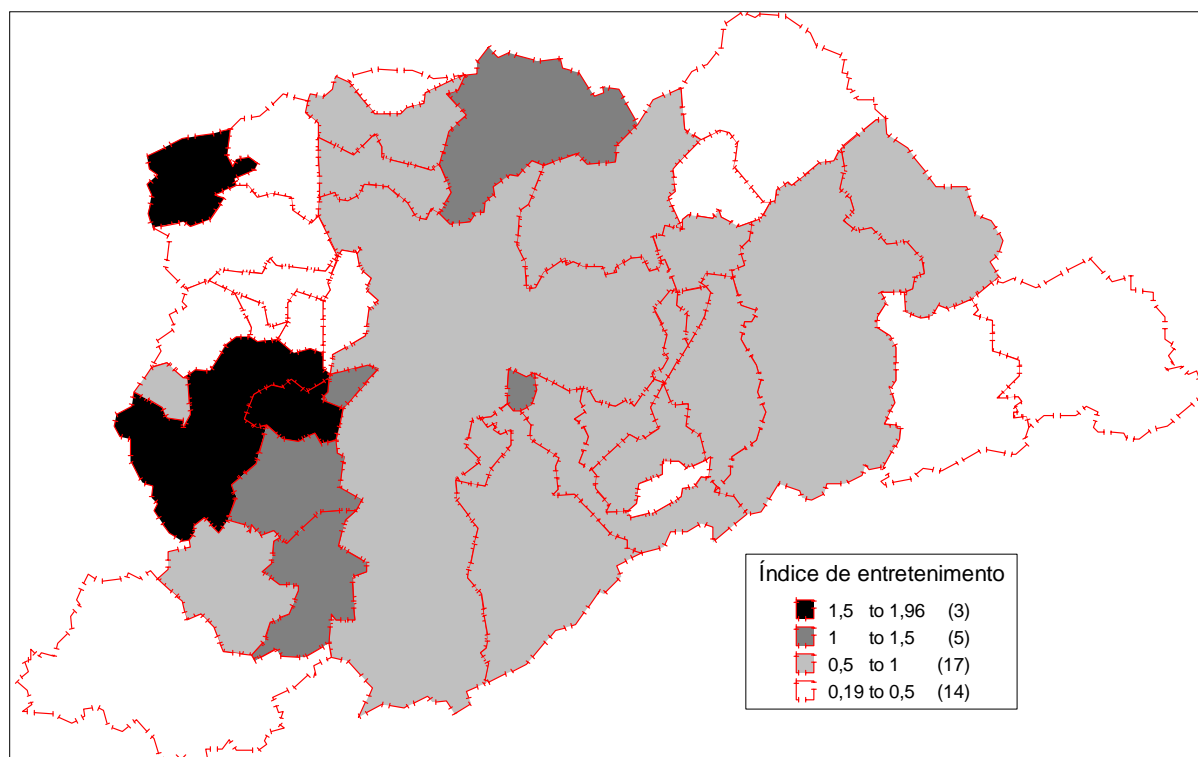 Índice de entretenimento
1,5 to 1,96 (3)
1 to 1,5 (5)
0,5 to 1 (17)
0,19 to 0,5 (14)